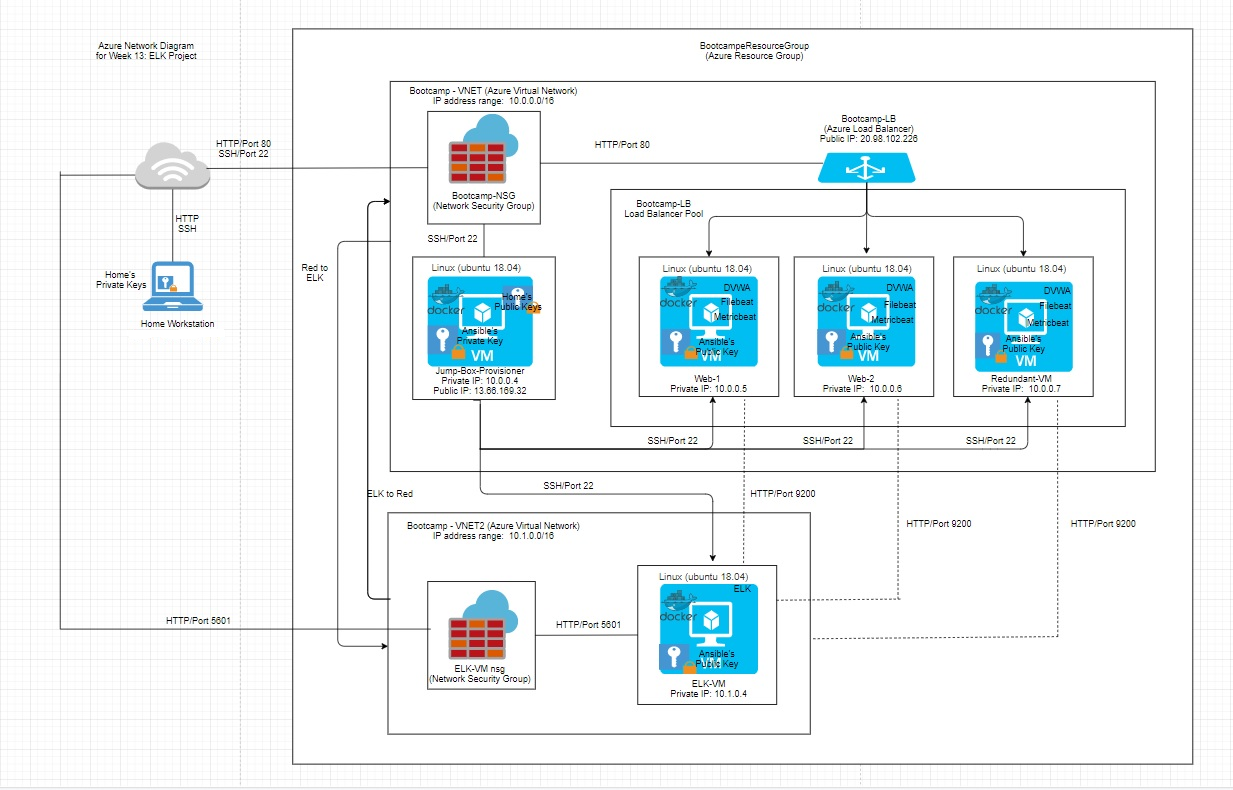 Azure Network Diagram
for Week 13: ELK Project
BootcampeResourceGroup
(Azure Resource Group)
Bootcamp - VNET (Azure Virtual Network)
IP address range: 10.0.0.0/16
Bootcamp-LB
(Azure Load Balancer)
Public IP: 20.98.102.226
HTTP/Port 80
SSH/Port 22
HTTP/Port 80
Bootcamp-NSG
(Network Security Group)
Bootcamp-LB
Load Balancer Pool
HTTP
SSH
SSH/Port 22
Red to
ELK
Home's
Private Keys
Home Workstation
Linux (ubuntu 18.04)
docker
Home's
Public Keys
Ansible's
Private Key
VM
Jump-Box-Provisioner
Private IP: 10.0.0.4
Public IP: 13.66.169.32
Linux (ubuntu 18.04)
docker
DVWA
Filebeat
Metricbeat
Ansible's
Public Key
VM
Web-1
Private IP: 10.0.0.5
Linux (ubuntu 18.04)
docker
DVWA
Filebeat
Metricbeat
Ansible's
Public Key
VM
Web-2
Private IP: 10.0.0.6
Linux (ubuntu 18.04)
docker
DVWA
Filebeat
Metricbeat
Ansible's
Public Key
VM
Redundant-VM
Private IP: 10.0.0.7
SSH/Port 22
SSH/Port 22
SSH/Port 22
SSH/Port 22
ELK to Red
HTTP/Port 9200
HTTP/Port 9200
HTTP/Port 9200
Bootcamp - VNET2 (Azure Virtual Network)
IP address range: 10.1.0.0/16
HTTP/Port 5601
ELK-VM nsg
(Network Security Group)
HTTP/Port 5601
Linux (ubuntu 18.04)
ELK
docker
Ansible's
Public Key
VM
ELK-VM
Private IP: 10.1.0.4